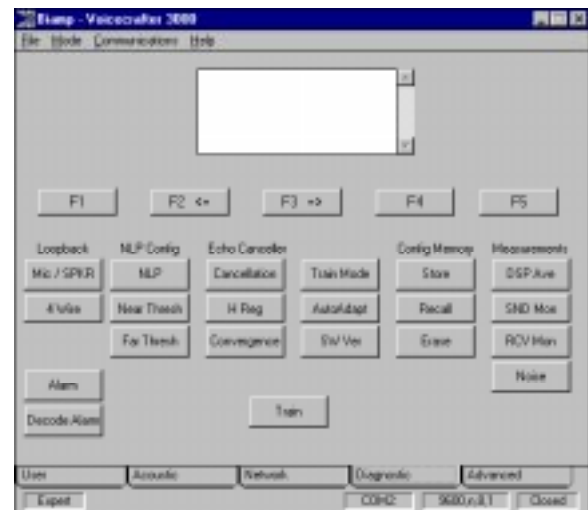 Biamp - Voicecrafter 3000
File Mode Communications Help
F1 F2 <= F3 => F4 F5
Loopback NLP Config Echo Canceller Config Memory Measurements
Mic / SPKR NLP Cancellation Train Mode Store DSP Ave
4 Wire Near Thresh H Reg AutoAdapt Recall SND Mon
Far Thresh Convergence SW Ver Erase RCV Mon
Alarm Noise
Decode Alarm Train
User Acoustic Network Diagnostic Advanced
Expert COM2 9600,n,8,1 Closed